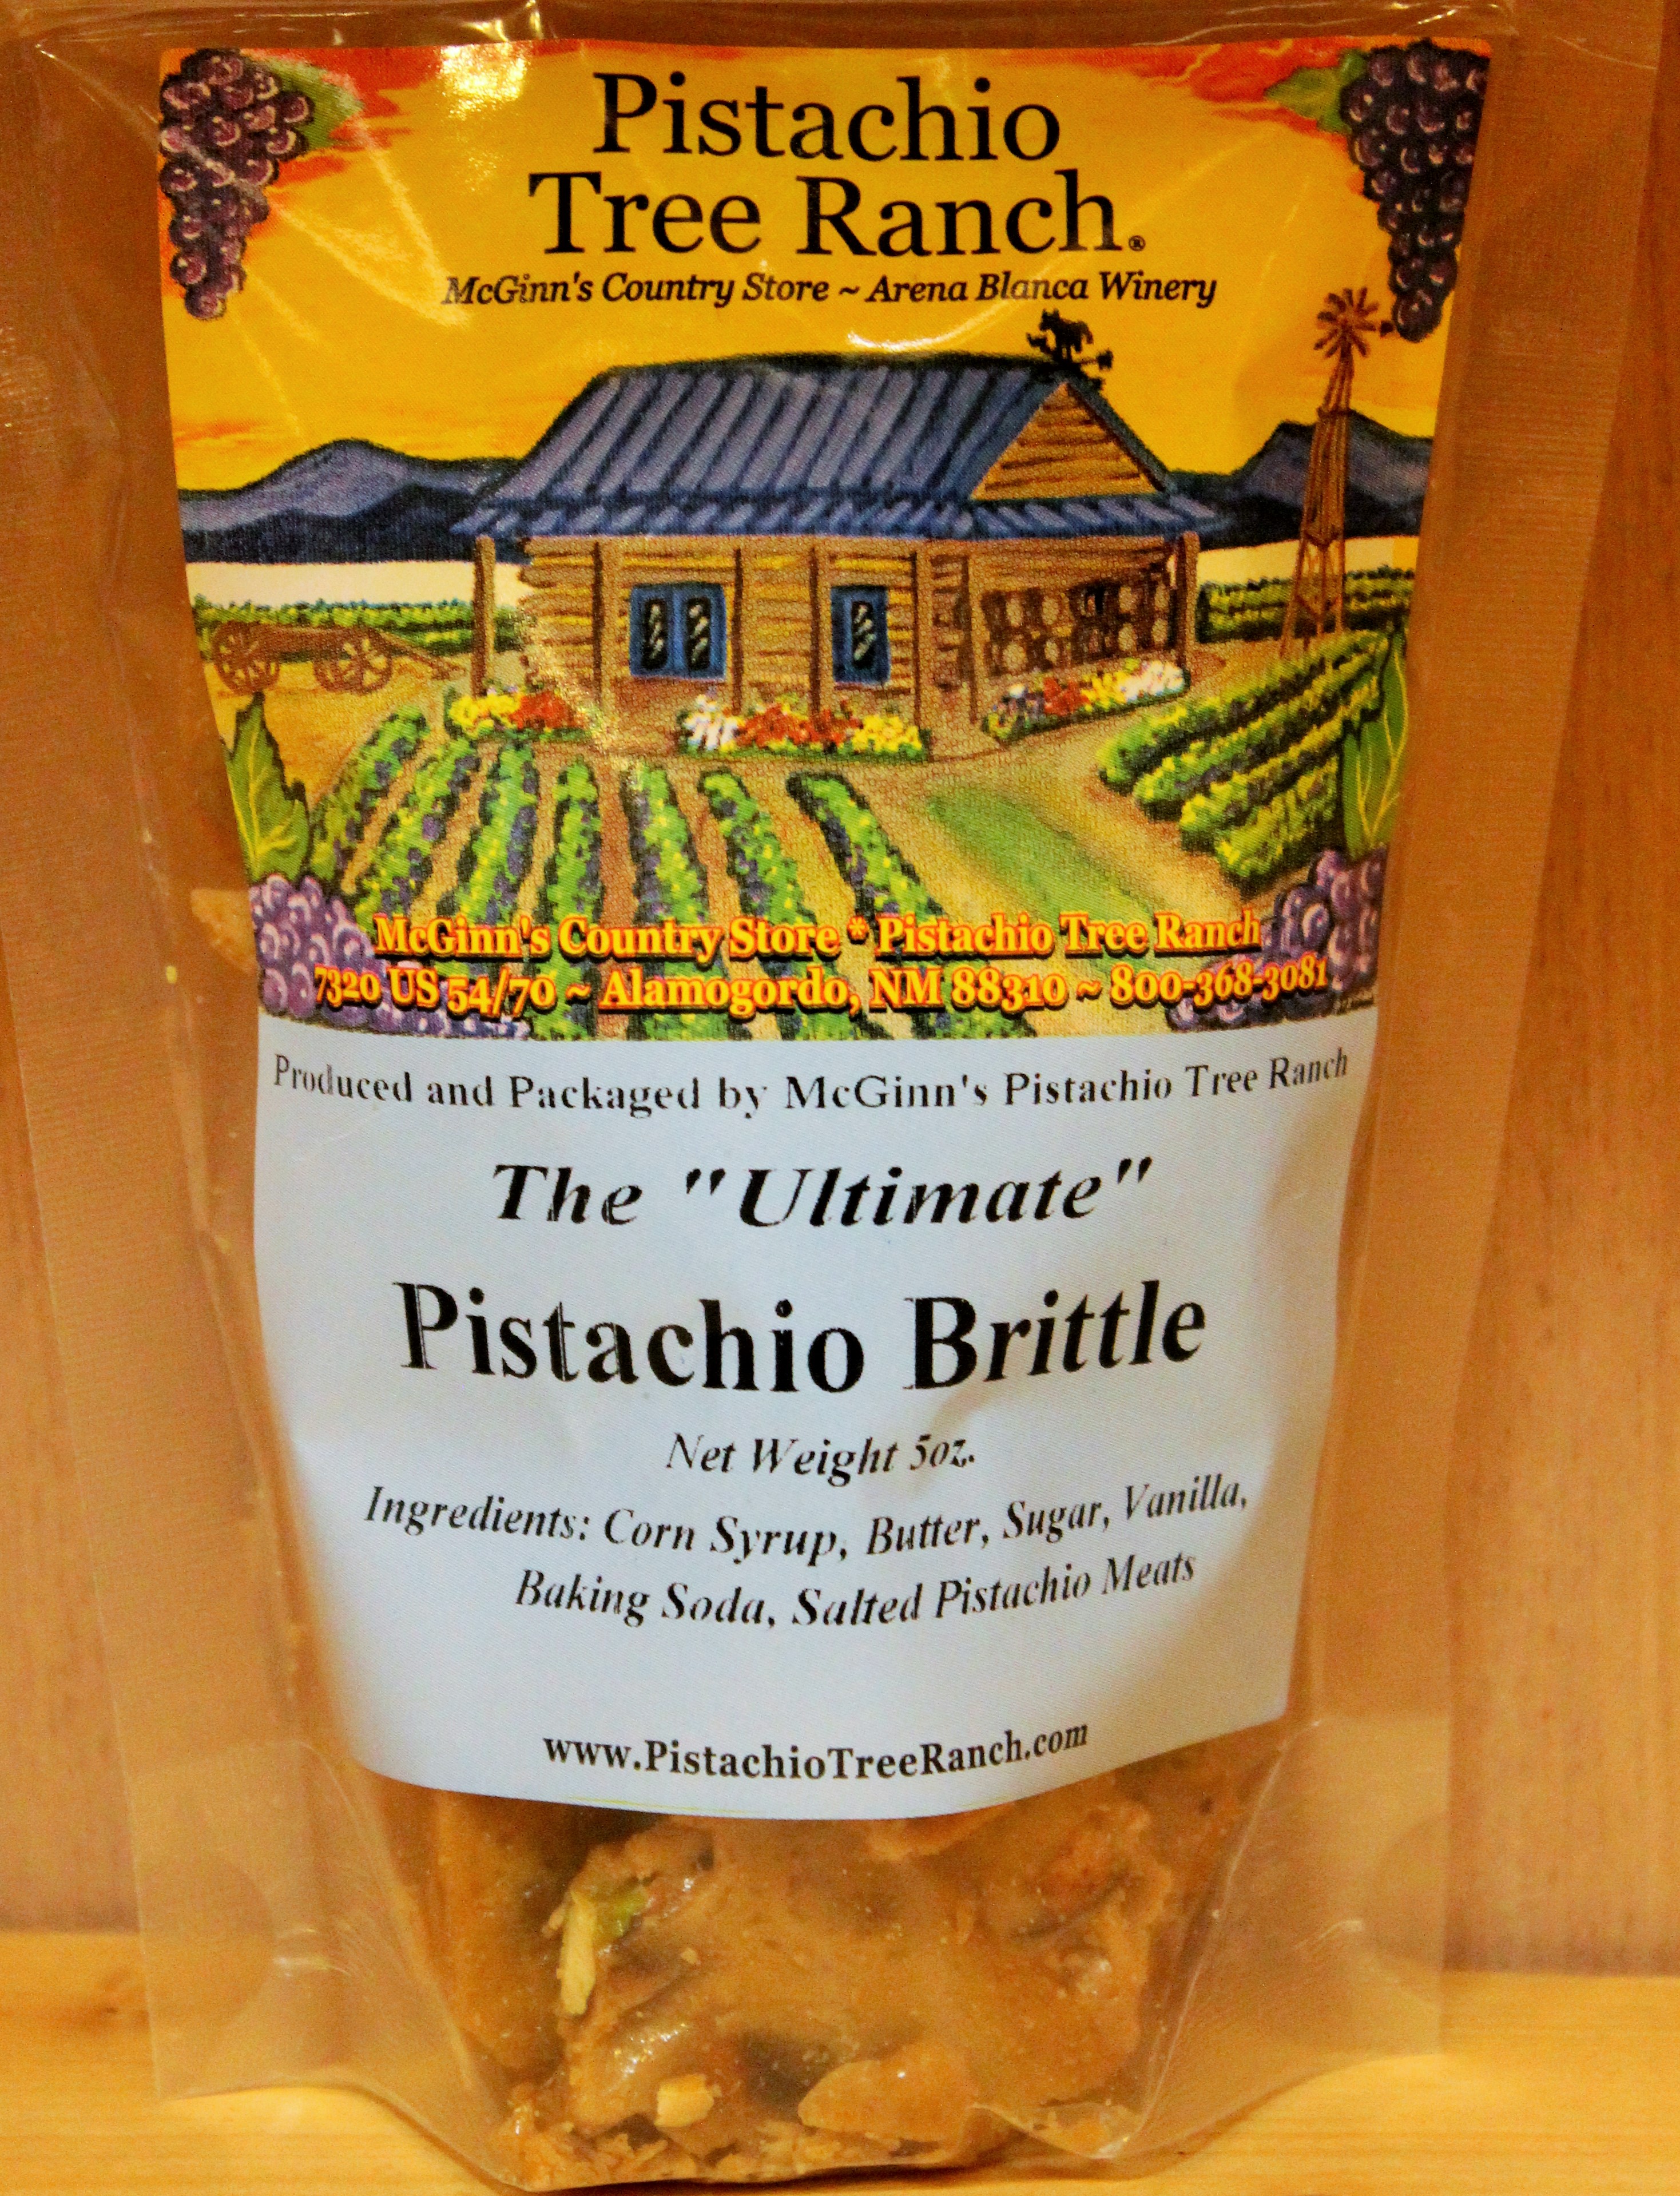 Pistachio
Tree Ranch®
McGinn's Country Store ~ Arena Blanca Winery
McGinn's Country Store * Pistachio Tree Ranch
7320 US 54/70 ~ Alamogordo, NM 88310 ~ 800-368-3081
Produced and Packaged by McGinn's Pistachio Tree Ranch
The "Ultimate"
Pistachio Brittle
Net Weight 5oz.
Ingredients: Corn Syrup, Butter, Sugar, Vanilla,
Baking Soda, Salted Pistachio Meats
www.PistachioTreeRanch.com